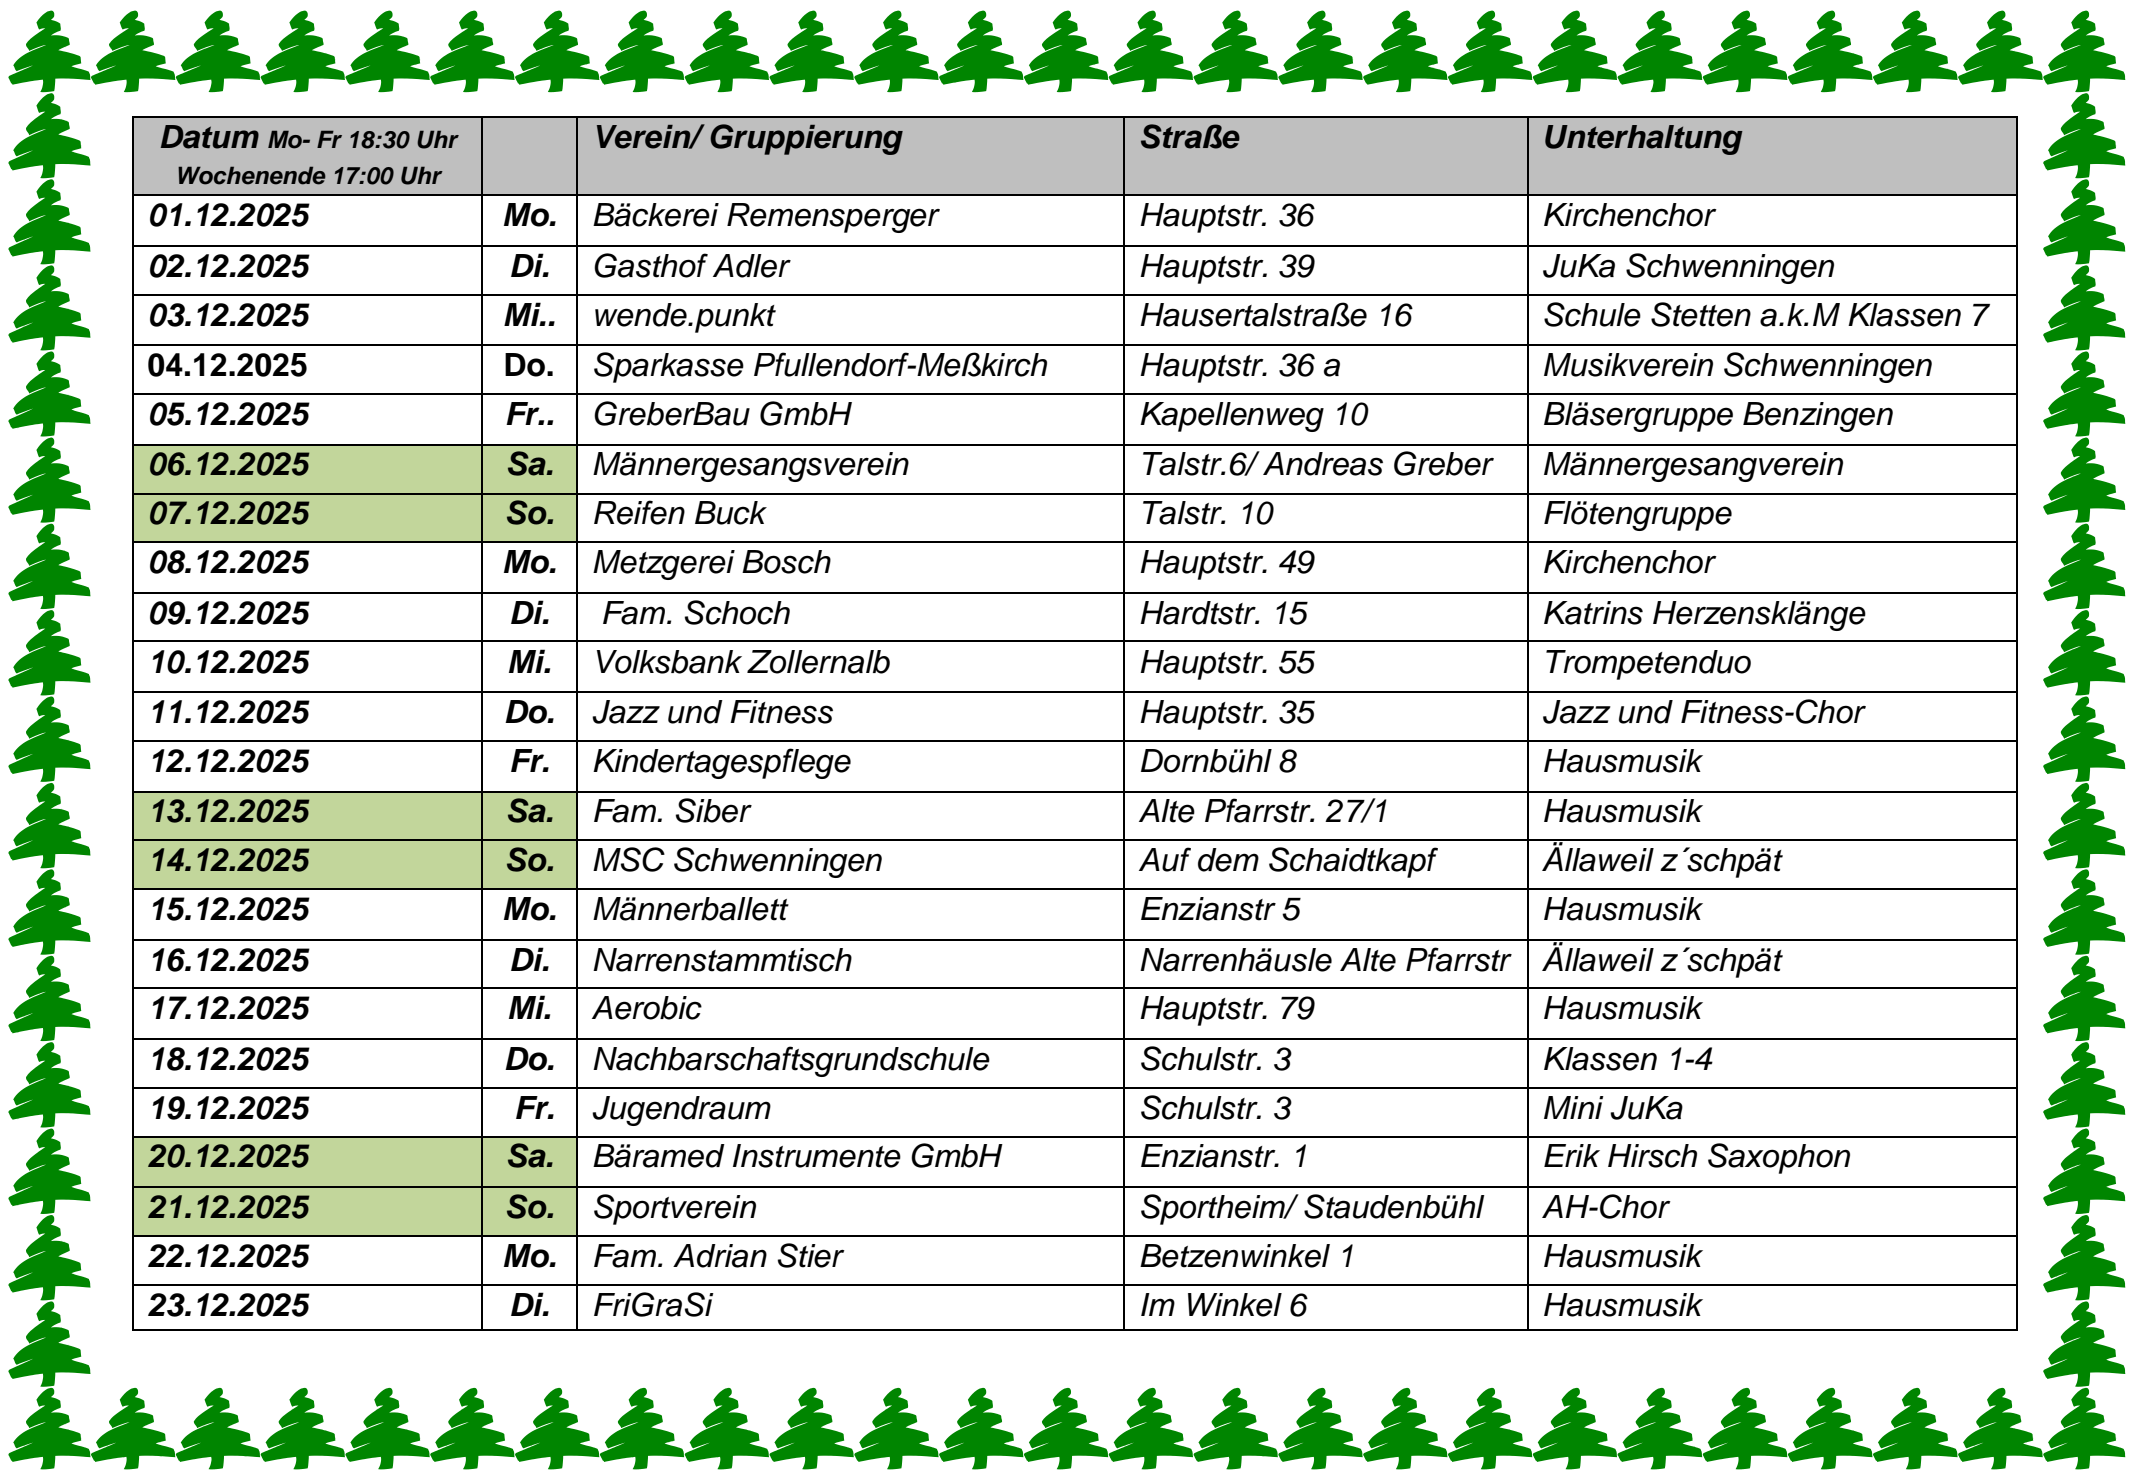 Datum Mo- Fr 18:30 Uhr Verein/ Gruppierung Straße Unterhaltung
Wochenende 17:00 Uhr
01.12.2025 Mo. Bäckerei Remensperger Hauptstr. 36 Kirchenchor
02.12.2025 Di. Gasthof Adler Hauptstr. 39 JuKa Schwenningen
03.12.2025 Mi.. wende.punkt Hausertalstraße 16 Schule Stetten a.k.M Klassen 7
04.12.2025 Do. Sparkasse Pfullendorf-Meßkirch Hauptstr. 36 a Musikverein Schwenningen
05.12.2025 Fr.. GreberBau GmbH Kapellenweg 10 Bläsergruppe Benzingen
06.12.2025 Sa. Männergesangsverein Talstr.6/ Andreas Greber Männergesangverein
07.12.2025 So. Reifen Buck Talstr. 10 Flötengruppe
08.12.2025 Mo. Metzgerei Bosch Hauptstr. 49 Kirchenchor
09.12.2025 Di. Fam. Schoch Hardtstr. 15 Katrins Herzensklänge
10.12.2025 Mi. Volksbank Zollernalb Hauptstr. 55 Trompetenduo
11.12.2025 Do. Jazz und Fitness Hauptstr. 35 Jazz und Fitness-Chor
12.12.2025 Fr. Kindertagespflege Dornbühl 8 Hausmusik
13.12.2025 Sa. Fam. Siber Alte Pfarrstr. 27/1 Hausmusik
14.12.2025 So. MSC Schwenningen Auf dem Schaidtkapf Ällaweil z´schpät
15.12.2025 Mo. Männerballett Enzianstr 5 Hausmusik
16.12.2025 Di. Narrenstammtisch Narrenhäusle Alte Pfarrstr Ällaweil z´schpät
17.12.2025 Mi. Aerobic Hauptstr. 79 Hausmusik
18.12.2025 Do. Nachbarschaftsgrundschule Schulstr. 3 Klassen 1-4
19.12.2025 Fr. Jugendraum Schulstr. 3 Mini JuKa
20.12.2025 Sa. Bäramed Instrumente GmbH Enzianstr. 1 Erik Hirsch Saxophon
21.12.2025 So. Sportverein Sportheim/ Staudenbühl AH-Chor
22.12.2025 Mo. Fam. Adrian Stier Betzenwinkel 1 Hausmusik
23.12.2025 Di. FriGraSi Im Winkel 6 Hausmusik